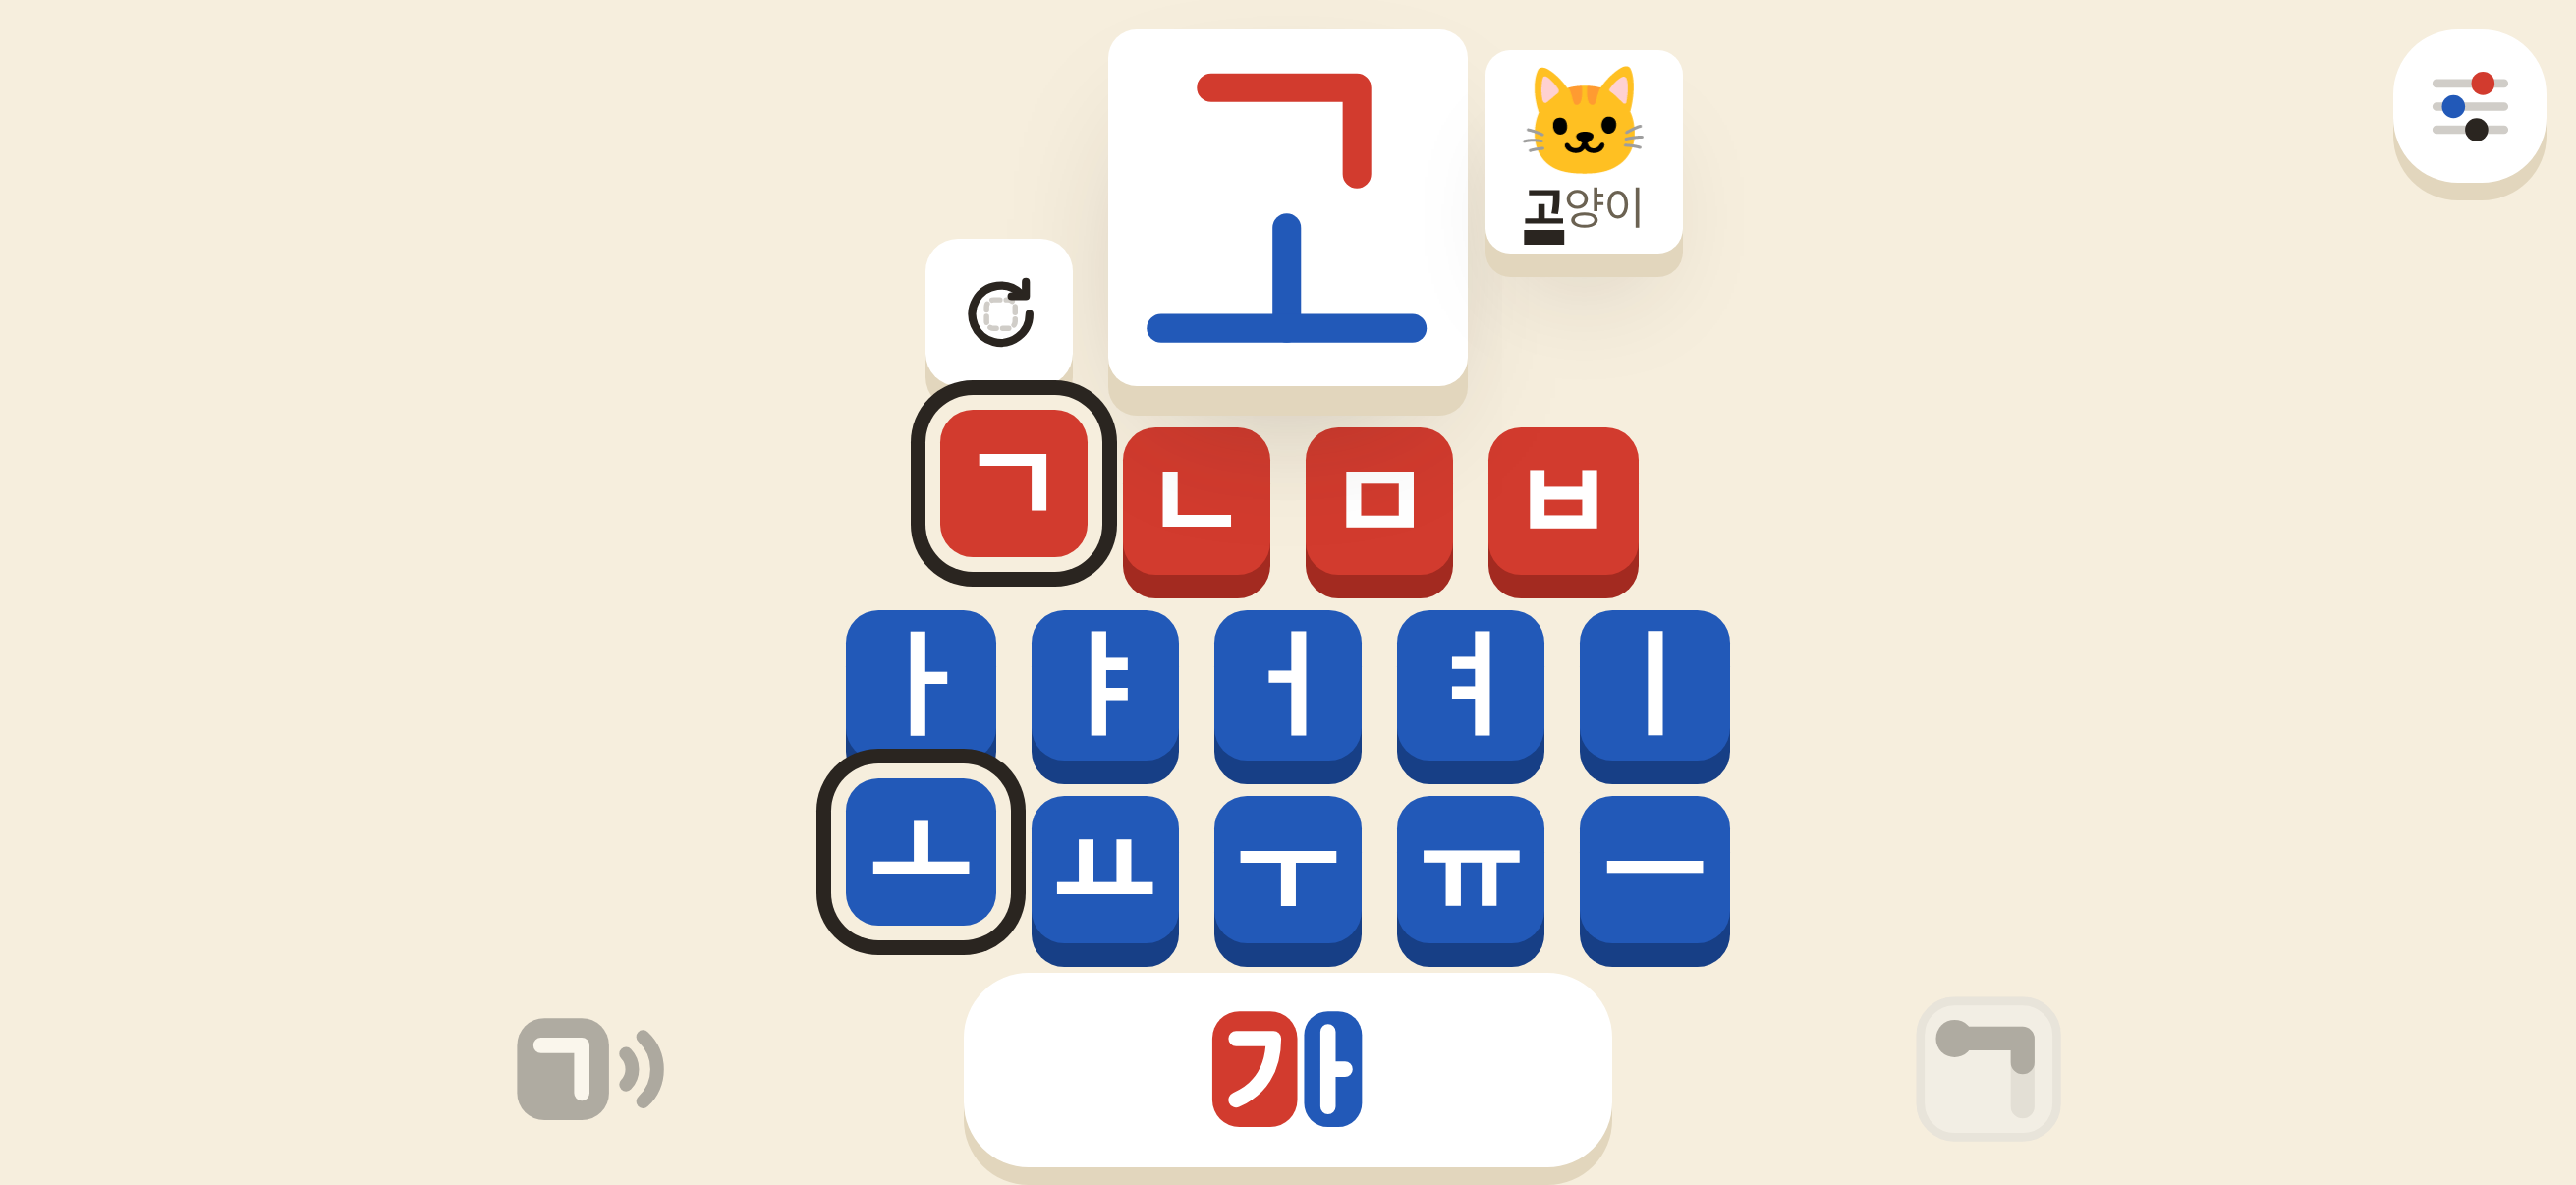 고
고양이
ㄱ ㄴ ㅁ ㅂ
ㅏ ㅑ ㅓ ㅕ ㅣ
ㅗ ㅛ ㅜ ㅠ ㅡ
ㄱ 가 ㄱ